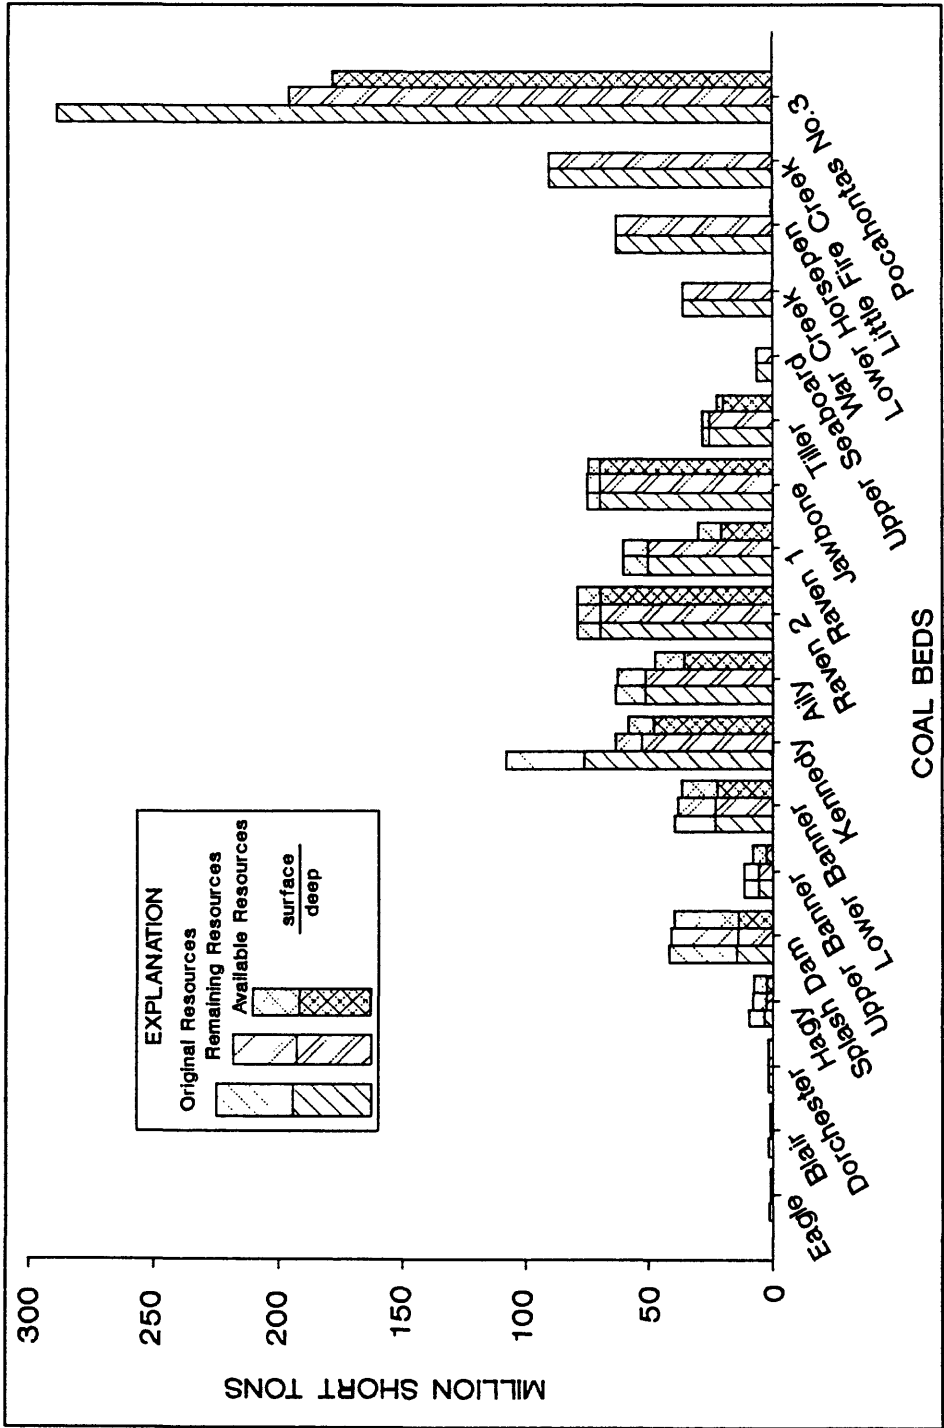 EXPLANATION
Original Resources
Remaining Resources
Available Resources
surface
deep
MILLION SHORT TONS
300
250
200
150
100
50
0
Eagle
Blair
Dorchester
Hagy
Splash Dam
Upper Banner
Lower Banner
Kennedy
Aily
Raven 2
Raven 1
Jawbone
Tiller
Upper Seaboard
War Creek
Lower Horsepen
Little Fire Creek
Pocahontas No.3
COAL BEDS